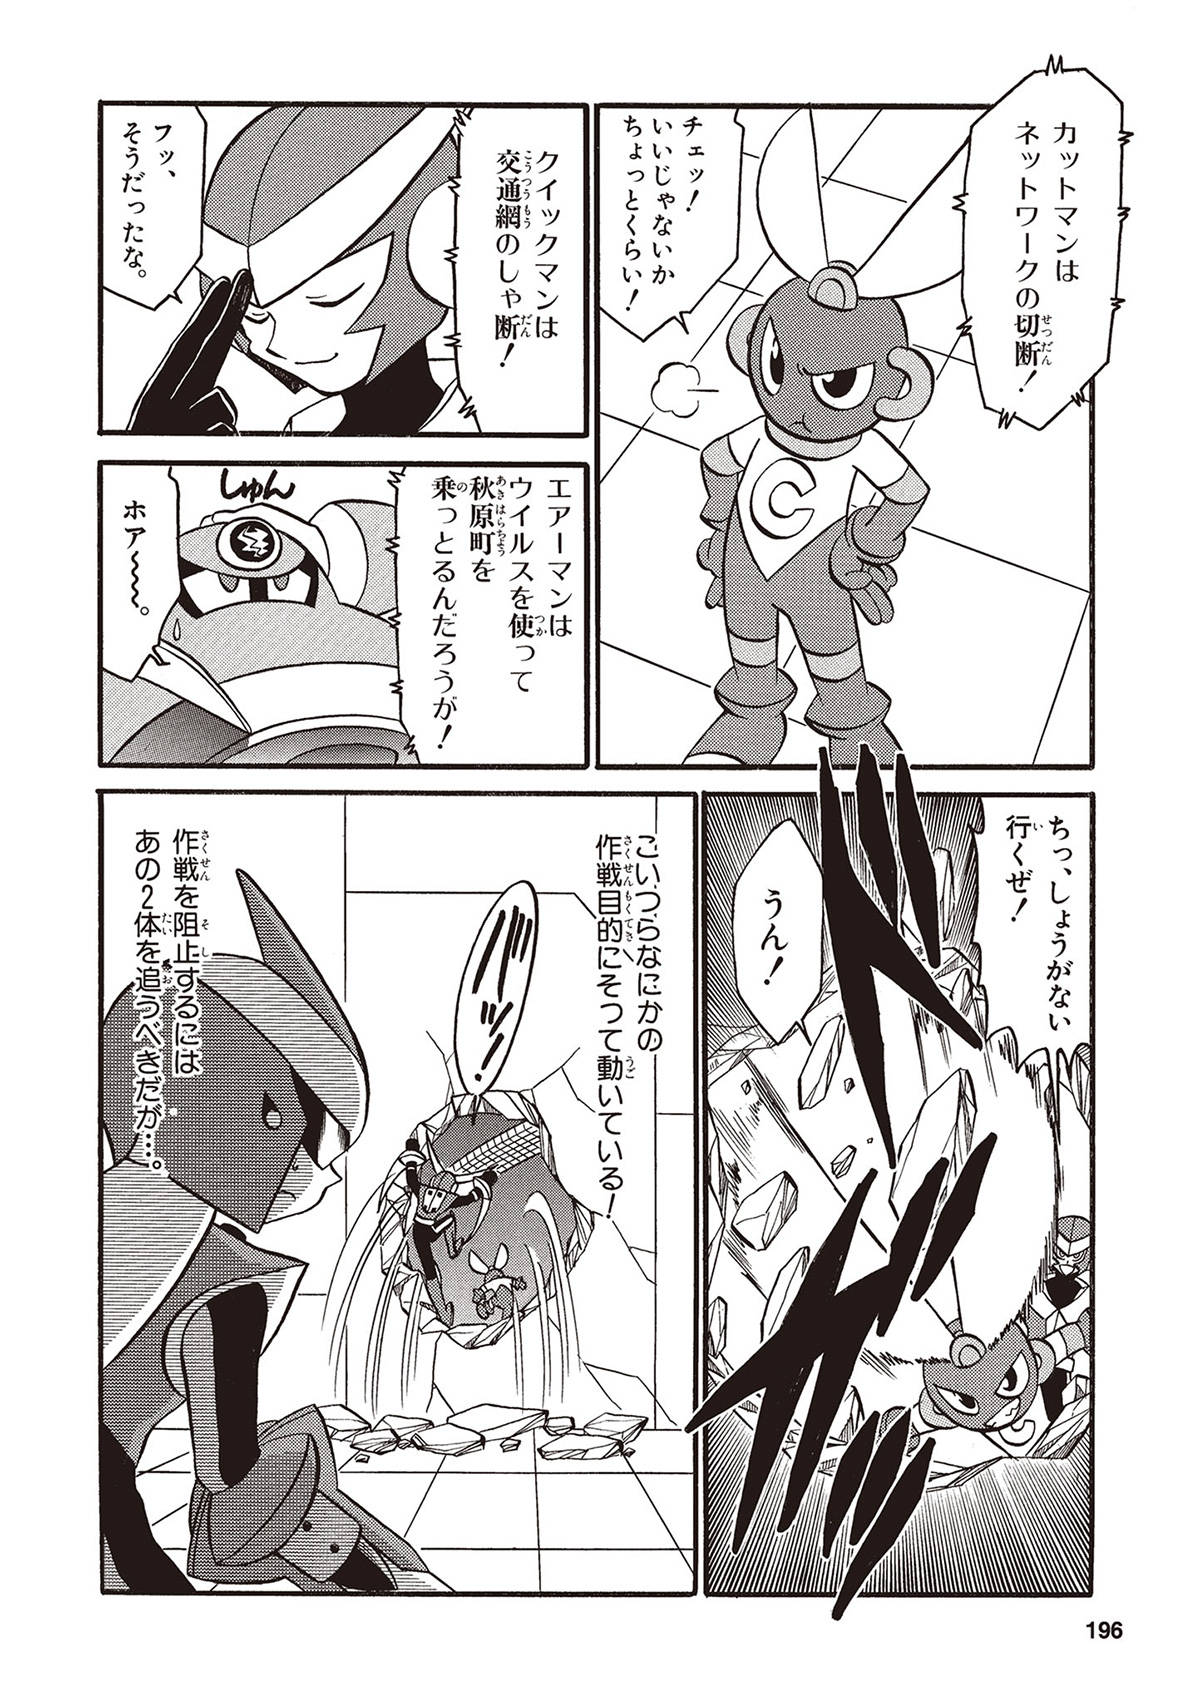 カットマンは
ネットワークの切断!
チェッ!
いいじゃないか
ちょっとくらい!
クイックマンは
交通網のしゃ断!
フッ、
そうだったな。
エアーマンは
ウイルスを使って
秋原町を
乗っとるんだろうが!
しゅん
ホア〜〜。
ちっ、しょうがない
行くぜ!
うん!
ドガガガ
こいつらなにかの
作戦目的にそって動いている!
バッ!
作戦を阻止するには
あの2体を追うべきだが……。
196